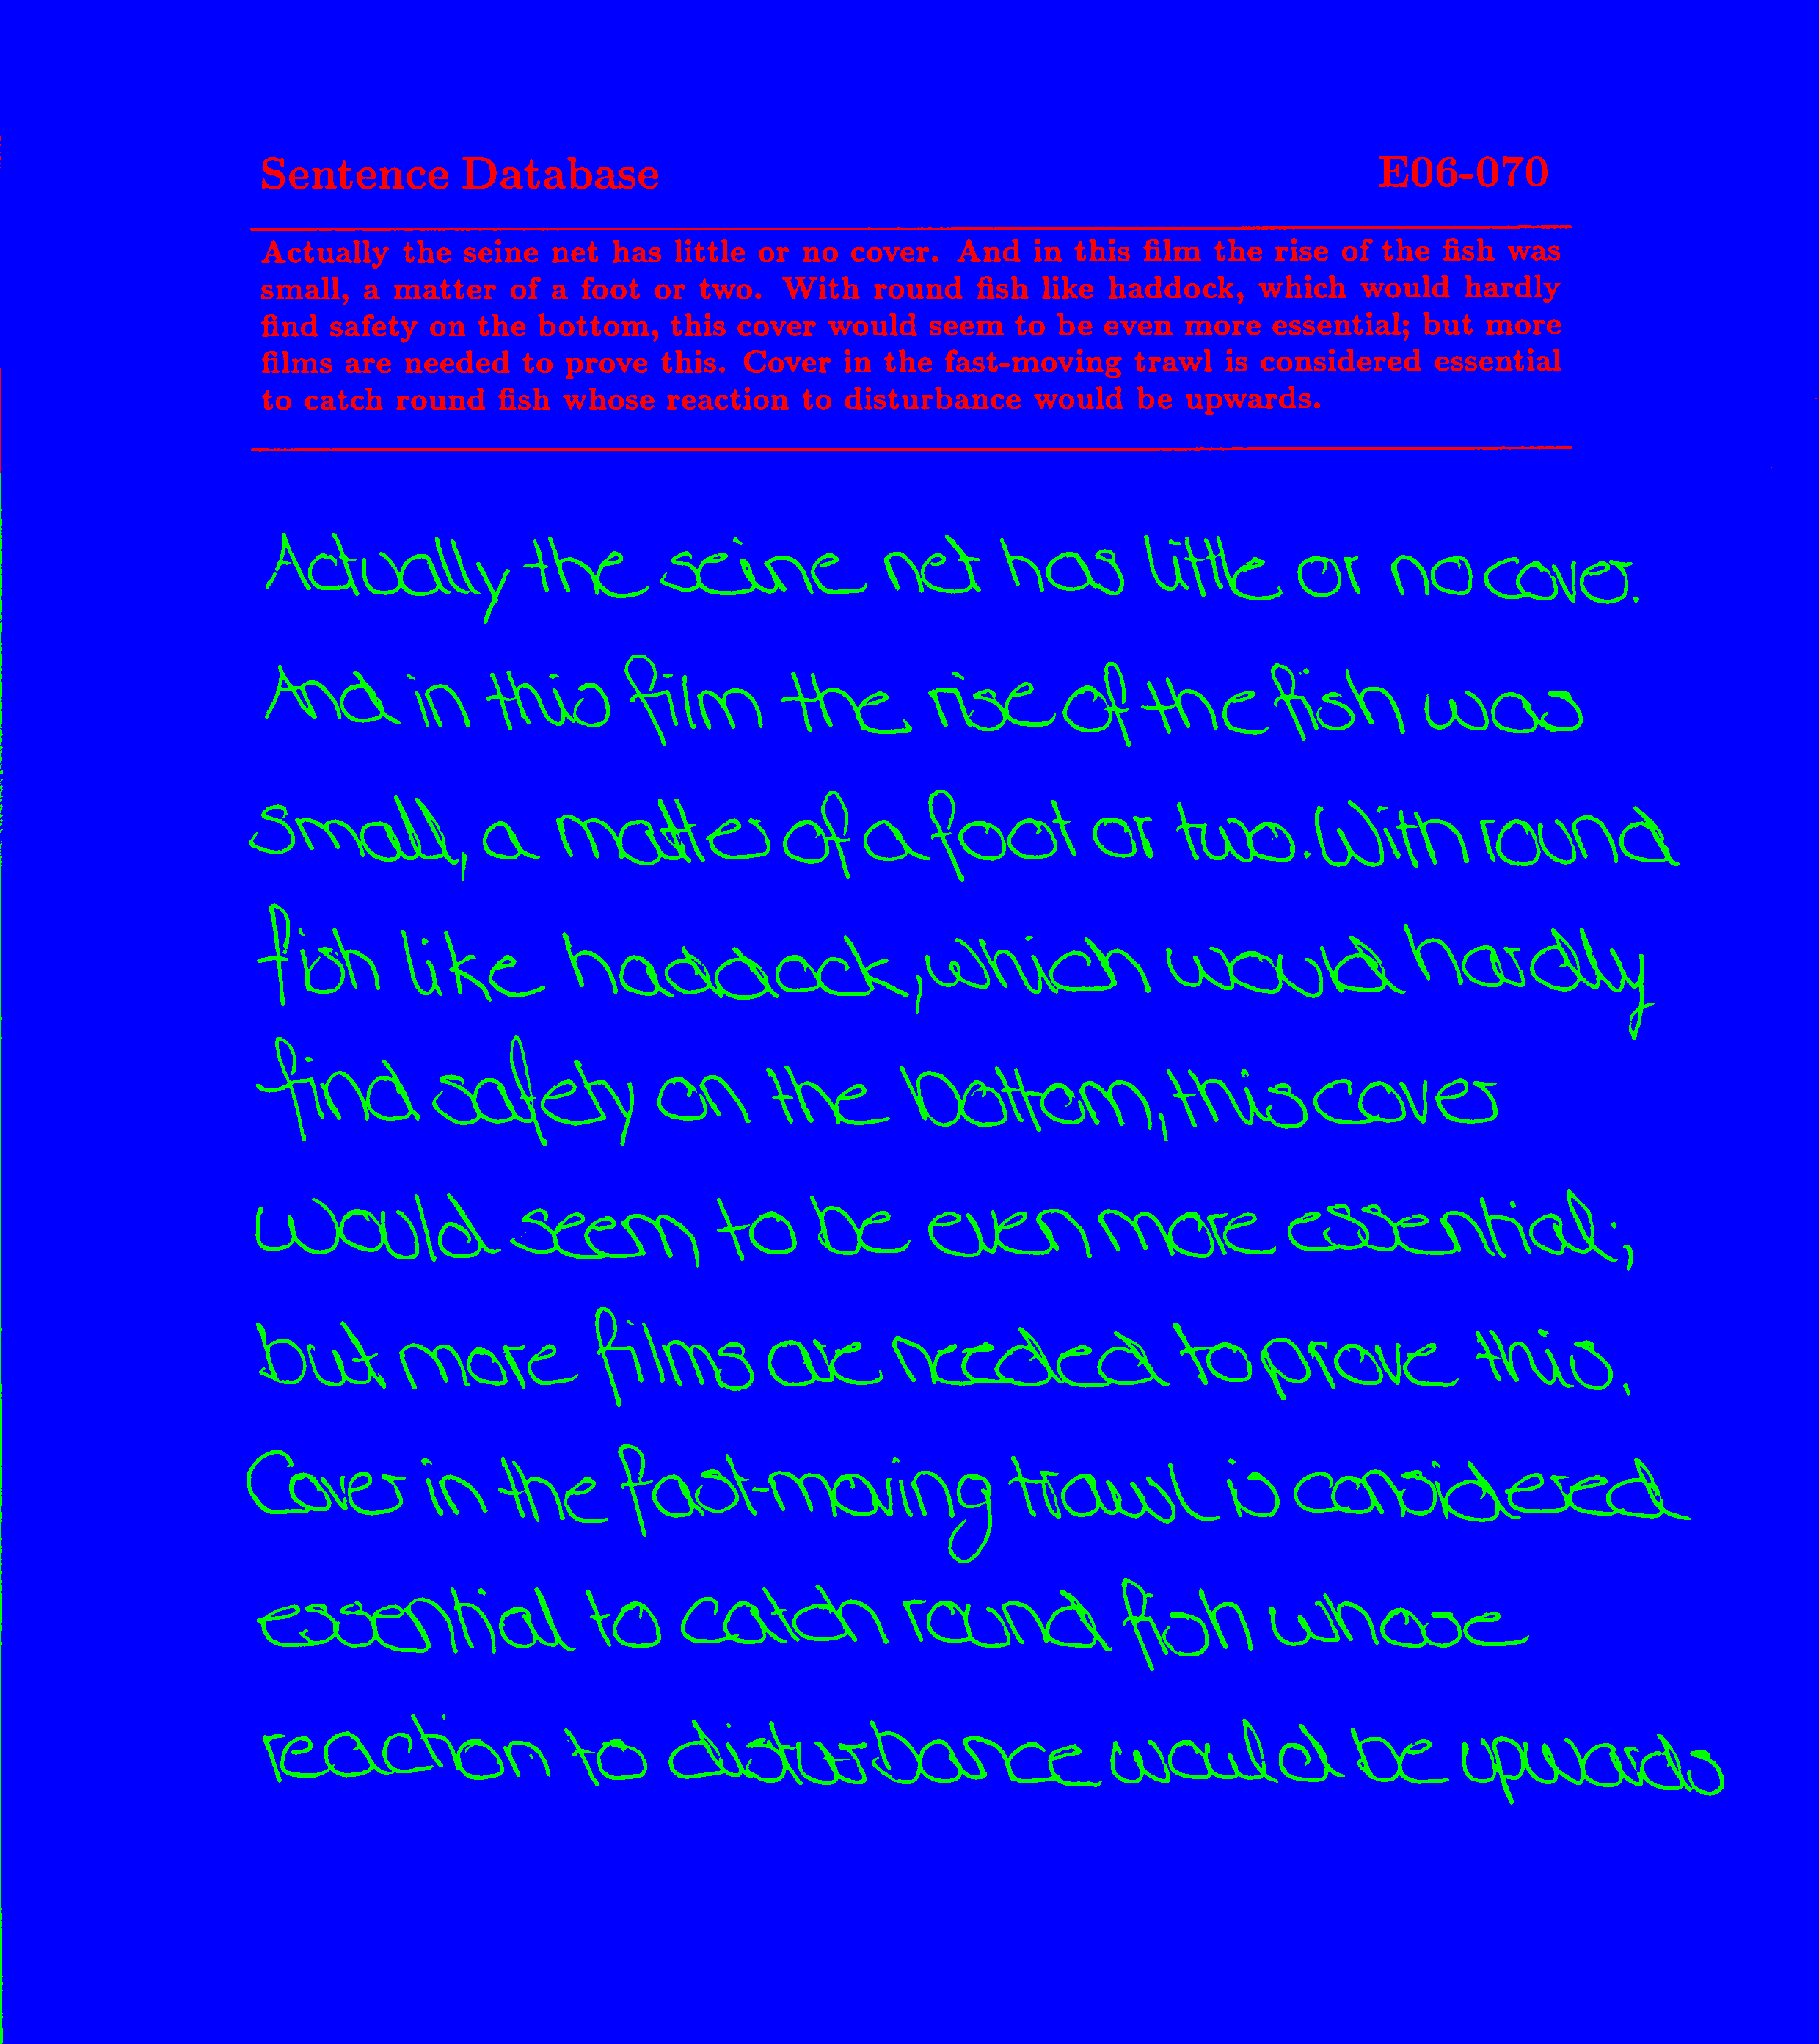 Sentence Database E06-070
Actually the seine net has little or no cover. And in this film the rise of the fish was
small, a matter of a foot or two. With round fish like haddock, which would hardly
find safety on the bottom, this cover would seem to be even more essential; but more
films are needed to prove this. Cover in the fast-moving trawl is considered essential
to catch round fish whose reaction to disturbance would be upwards.
Actually the seine net has little or no cover.
And in this film the rise of the fish was
small, a matter of a foot or two. With round
fish like haddock, which would hardly
find safety on the bottom, this cover
would seem to be even more essential;
but more films are needed to prove this.
Cover in the fast-moving trawl is considered
essential to catch round fish whose
reaction to disturbance would be upwards